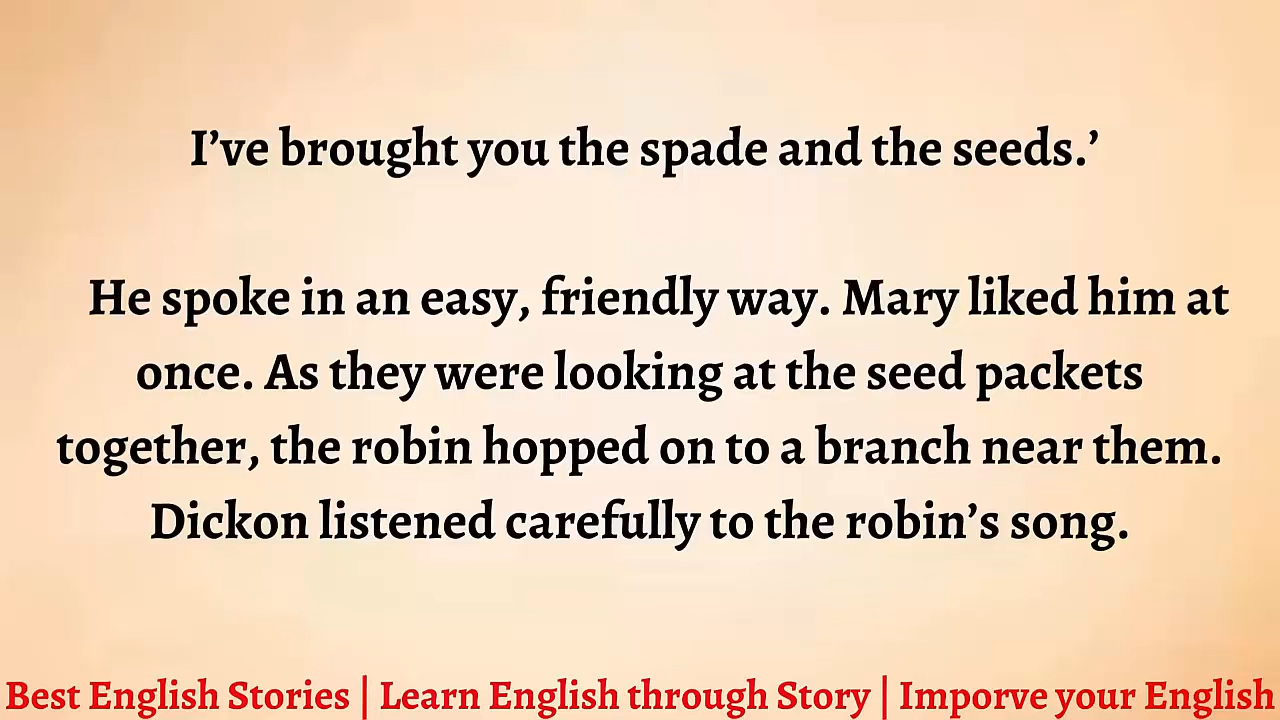 I’ve brought you the spade and the seeds.’
He spoke in an easy, friendly way. Mary liked him at
once. As they were looking at the seed packets
together, the robin hopped on to a branch near them.
Dickon listened carefully to the robin’s song.
Best English Stories | Learn English through Story | Imporve your English